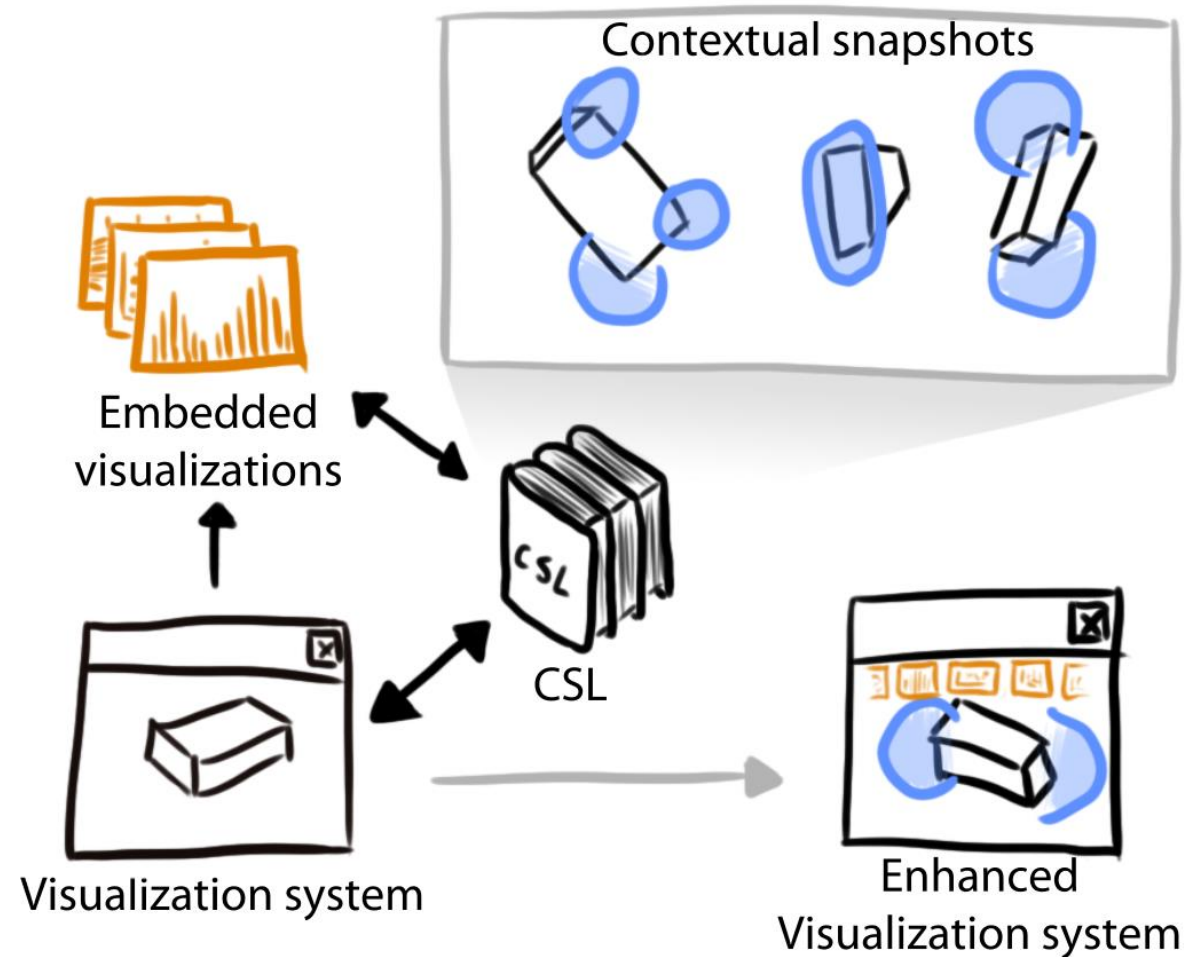 Contextual snapshots
Embedded
visualizations
CSL
CSL
Visualization system
Enhanced
Visualization system